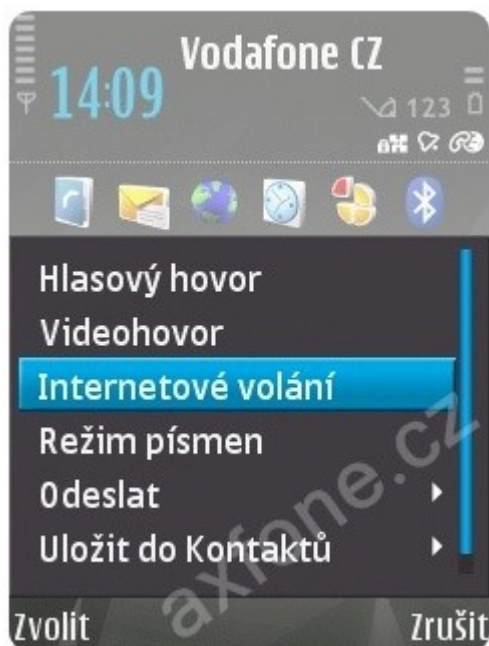 Vodafone CZ
14:09
123
Hlasový hovor
Videohovor
Internetové volání
Režim písmen
Odeslat
Uložit do Kontaktů
Zvolit
Zrušit
axfone.cz